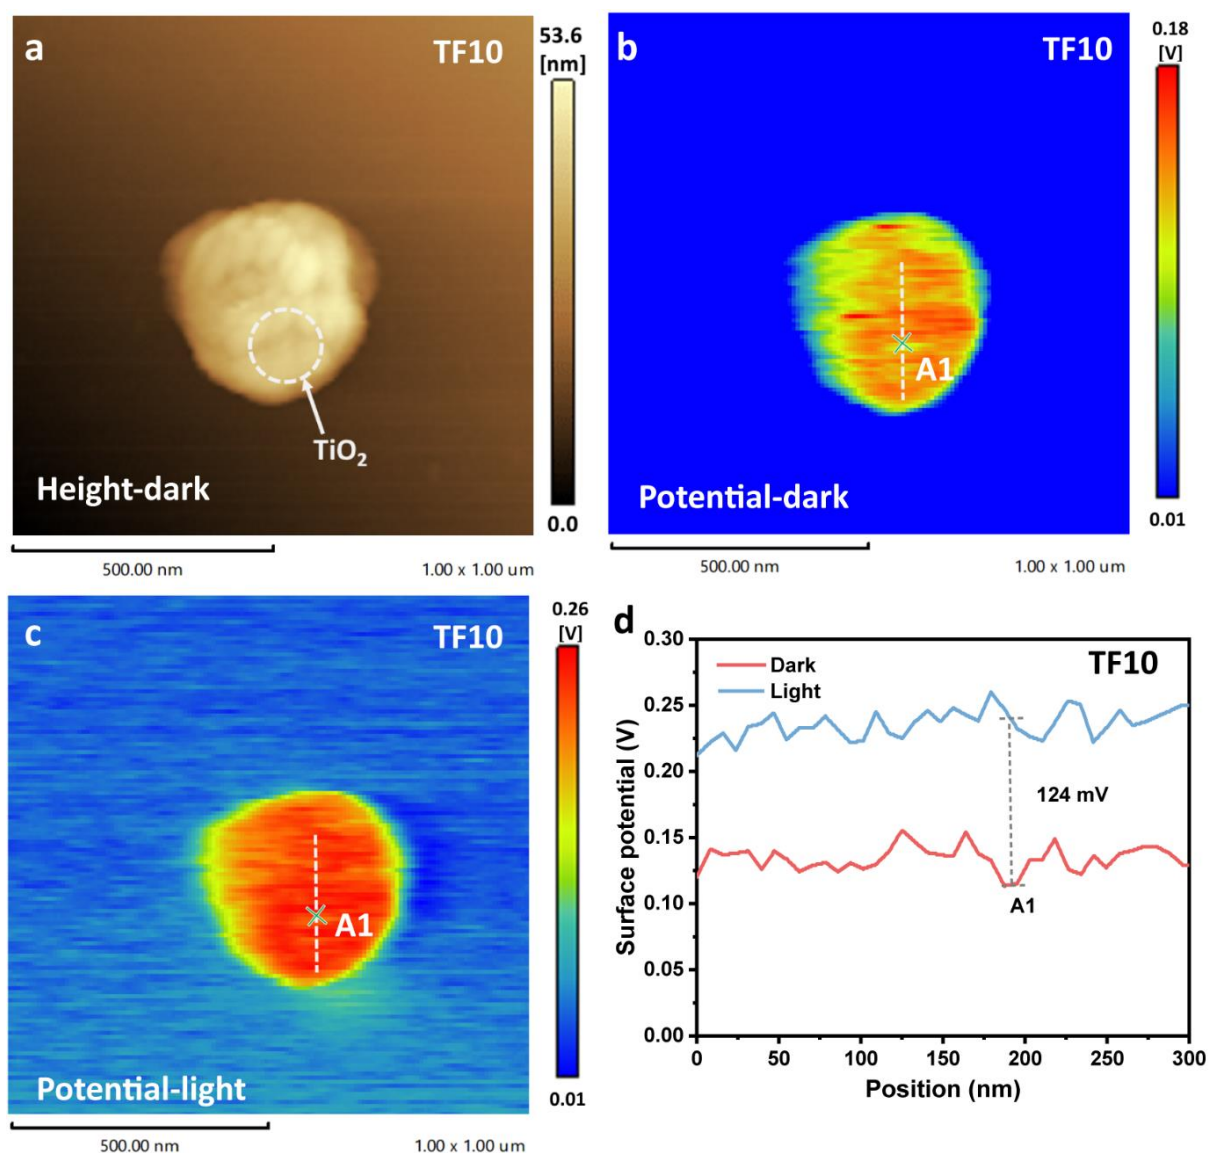 a
TF10
53.6
[nm]
TiO₂
Height-dark
0.0
500.00 nm
1.00 x 1.00 um
b
TF10
0.18
[V]
A1
Potential-dark
0.01
500.00 nm
1.00 x 1.00 um
c
TF10
0.26
[V]
A1
Potential-light
0.01
500.00 nm
1.00 x 1.00 um
d
0.30
0.25
0.20
0.15
0.10
0.05
0.00
Surface potential (V)
Dark
Light
TF10
124 mV
A1
0 50 100 150 200 250 300
Position (nm)